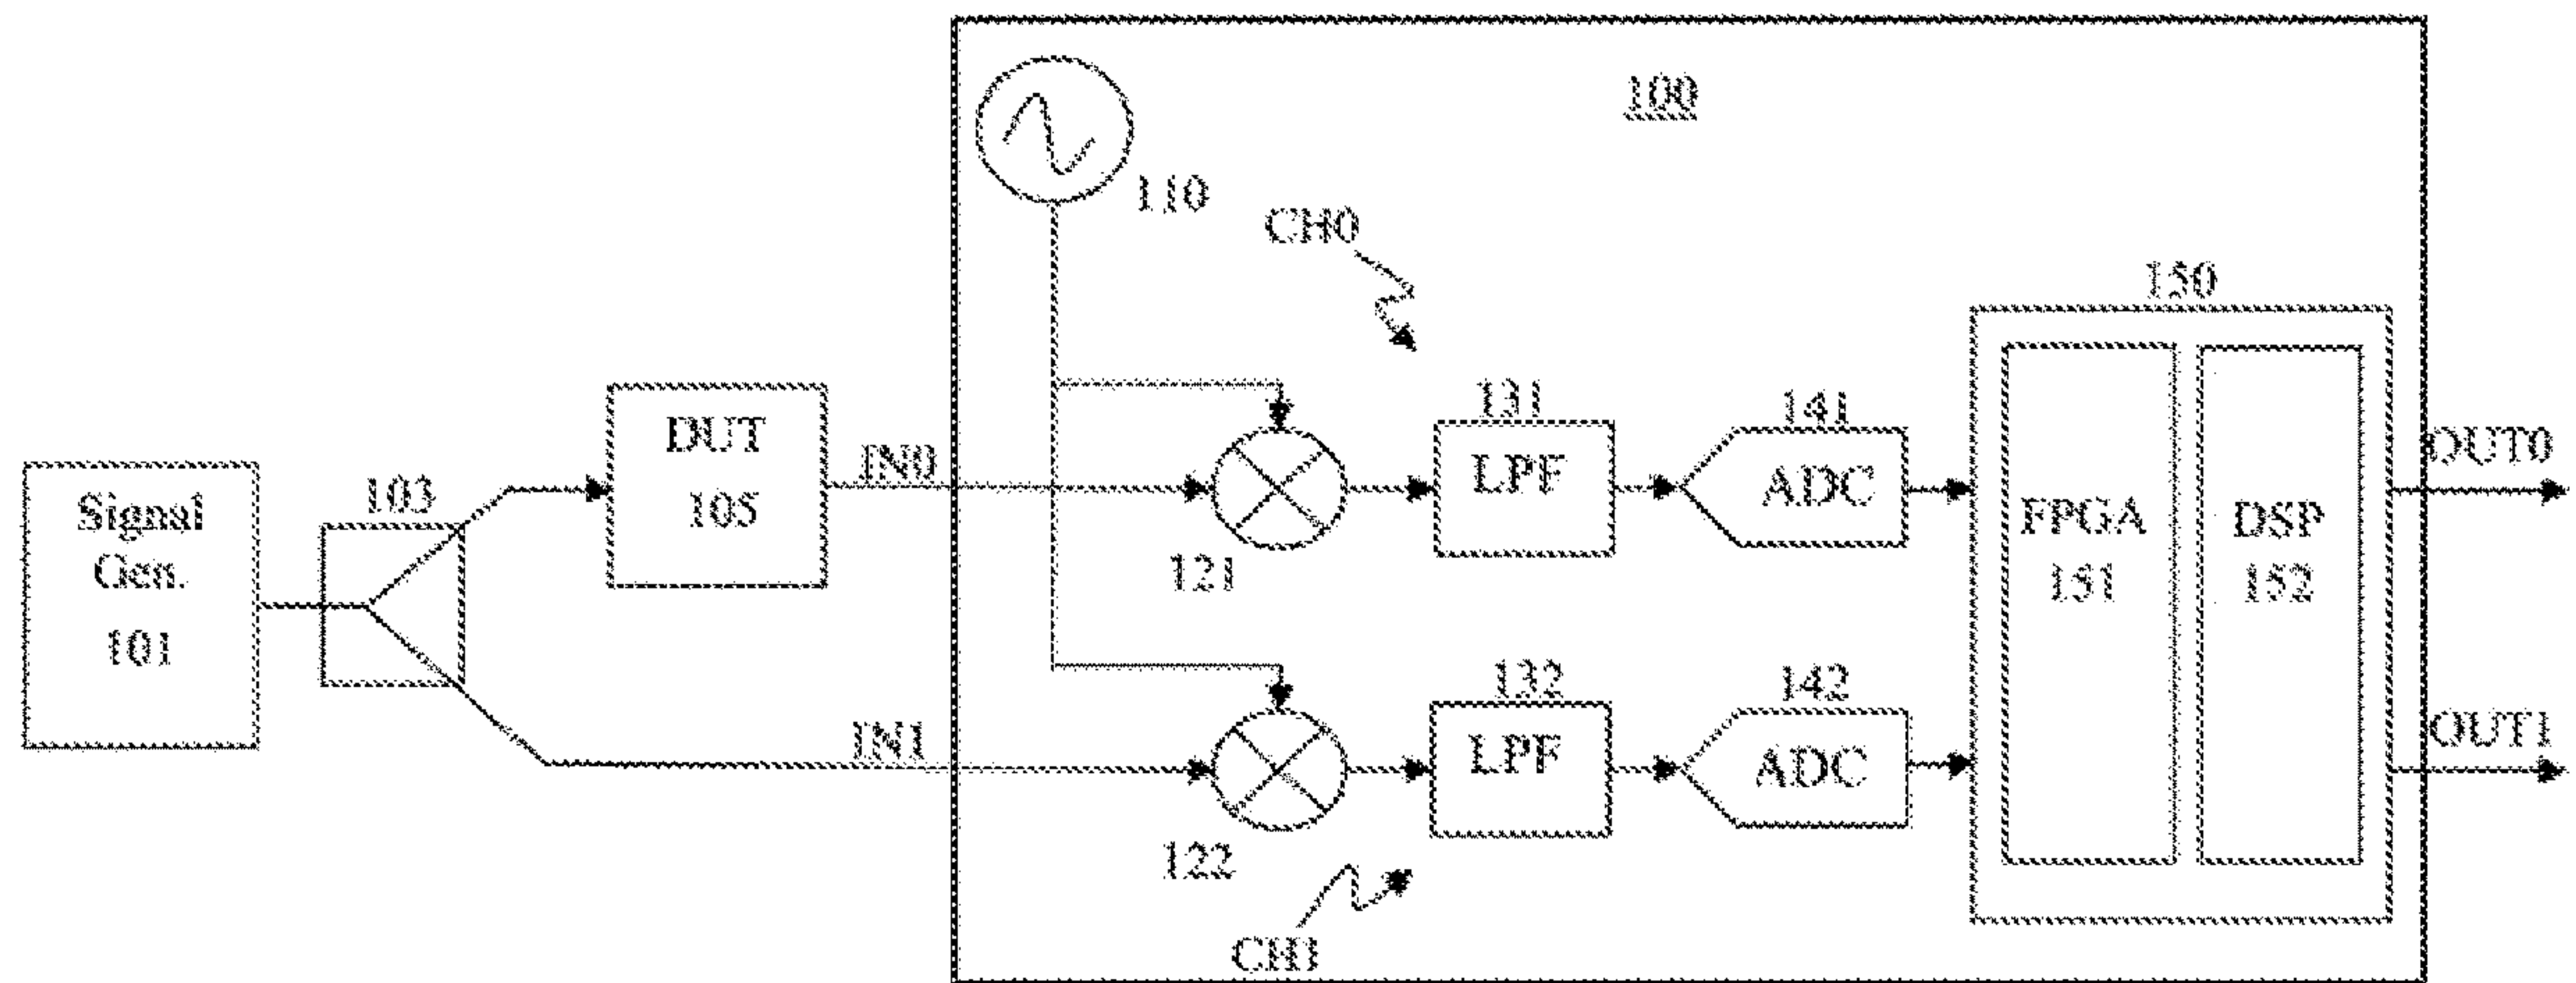 100
110
CH0
150
DUT
105
IN0
131
LPF
141
ADC
OUT0
Signal
Gen.
101
103
121
FPGA
151
DSP
152
IN1
132
LPF
142
ADC
OUT1
122
CH1